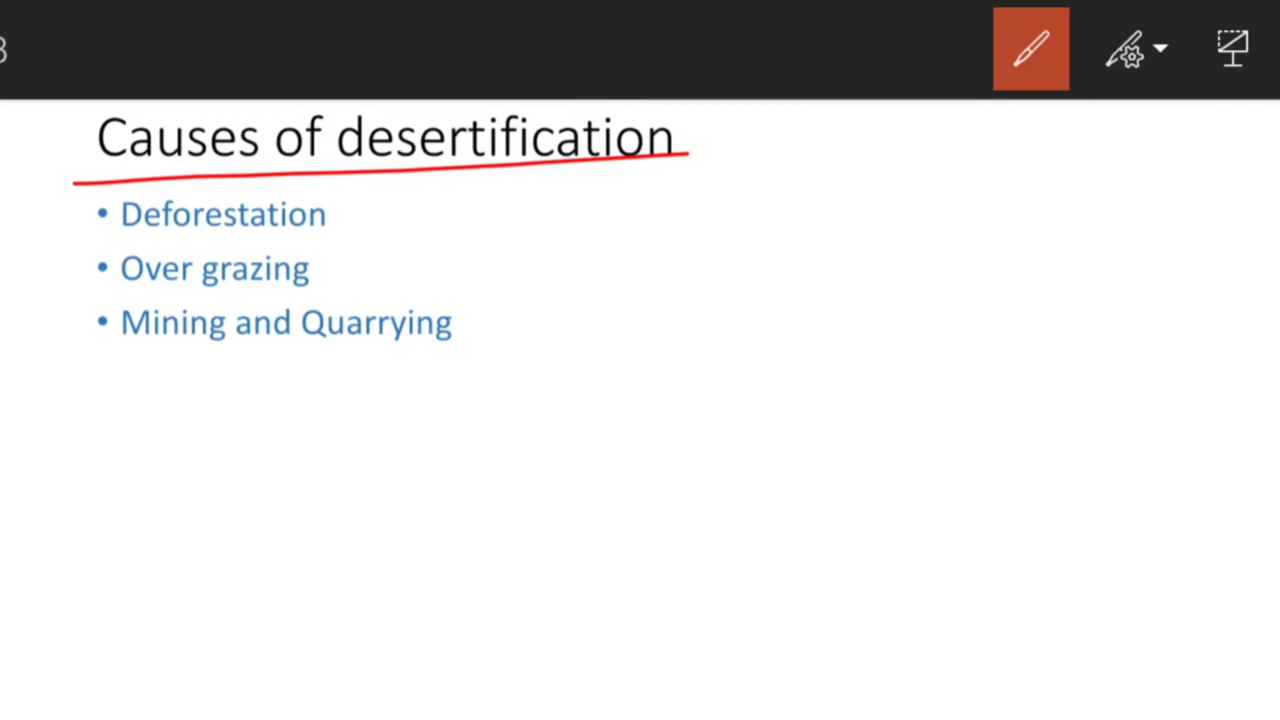 Causes of desertification
• Deforestation
• Over grazing
• Mining and Quarrying